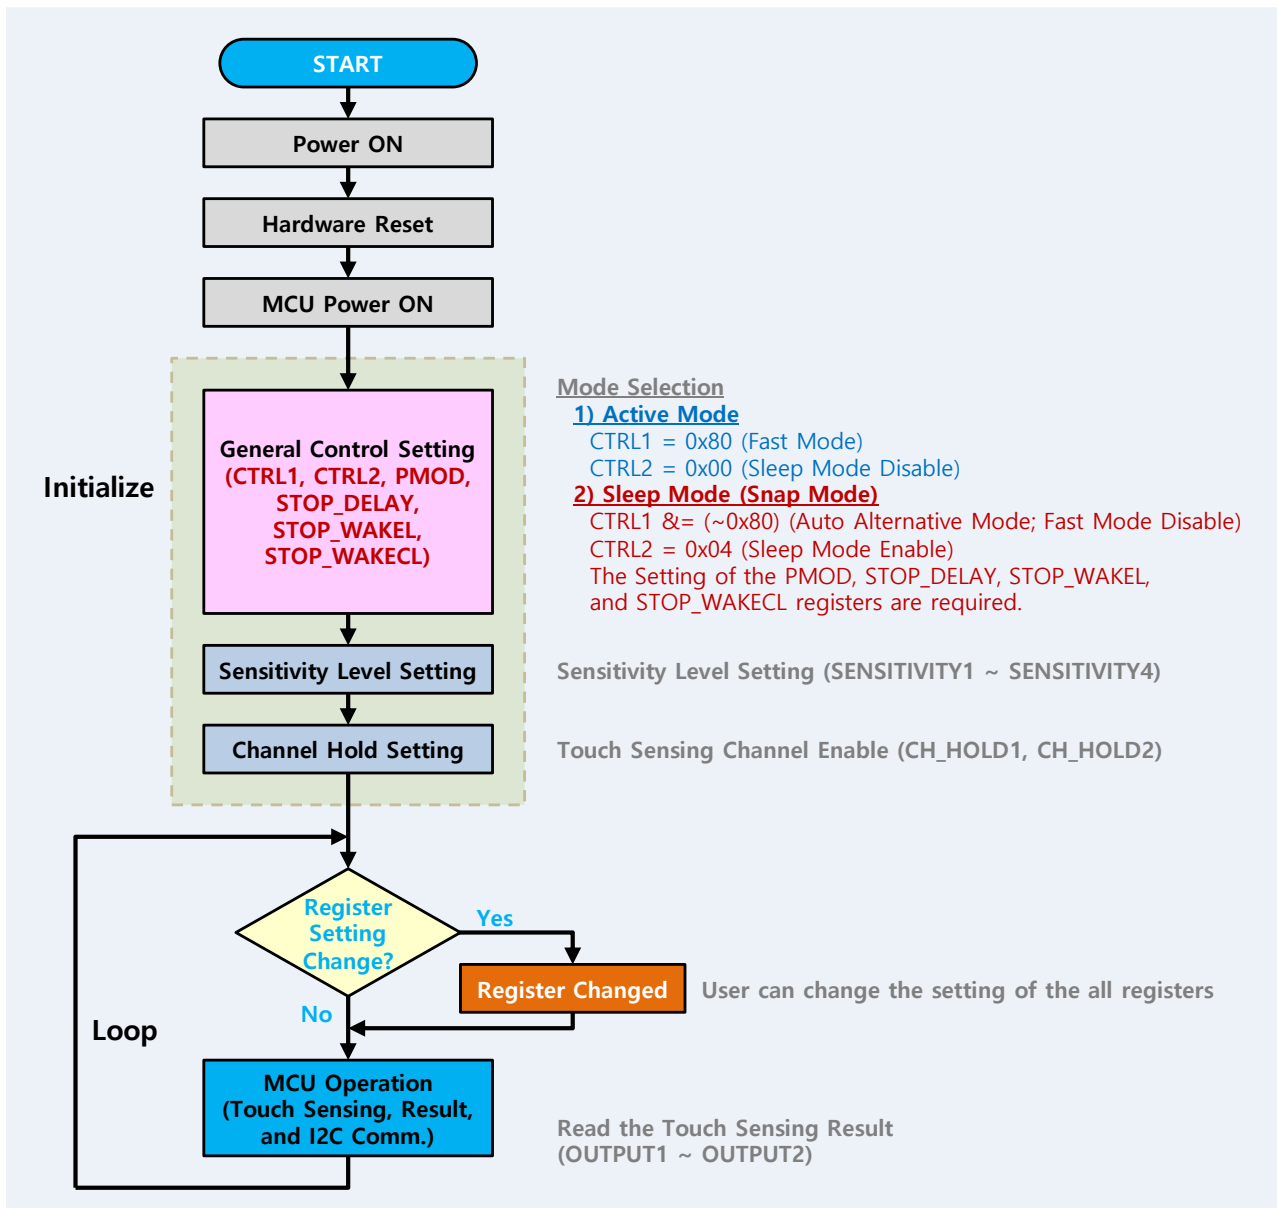 START
Power ON
Hardware Reset
MCU Power ON
Initialize
General Control Setting
(CTRL1, CTRL2, PMOD,
STOP_DELAY,
STOP_WAKEL,
STOP_WAKECL)
Mode Selection
1) Active Mode
CTRL1 = 0x80 (Fast Mode)
CTRL2 = 0x00 (Sleep Mode Disable)
2) Sleep Mode (Snap Mode)
CTRL1 &= (~0x80) (Auto Alternative Mode; Fast Mode Disable)
CTRL2 = 0x04 (Sleep Mode Enable)
The Setting of the PMOD, STOP_DELAY, STOP_WAKEL,
and STOP_WAKECL registers are required.
Sensitivity Level Setting
Sensitivity Level Setting (SENSITIVITY1 ~ SENSITIVITY4)
Channel Hold Setting
Touch Sensing Channel Enable (CH_HOLD1, CH_HOLD2)
Register
Setting
Change?
Yes
Register Changed
User can change the setting of the all registers
No
Loop
MCU Operation
(Touch Sensing, Result,
and I2C Comm.)
Read the Touch Sensing Result
(OUTPUT1 ~ OUTPUT2)